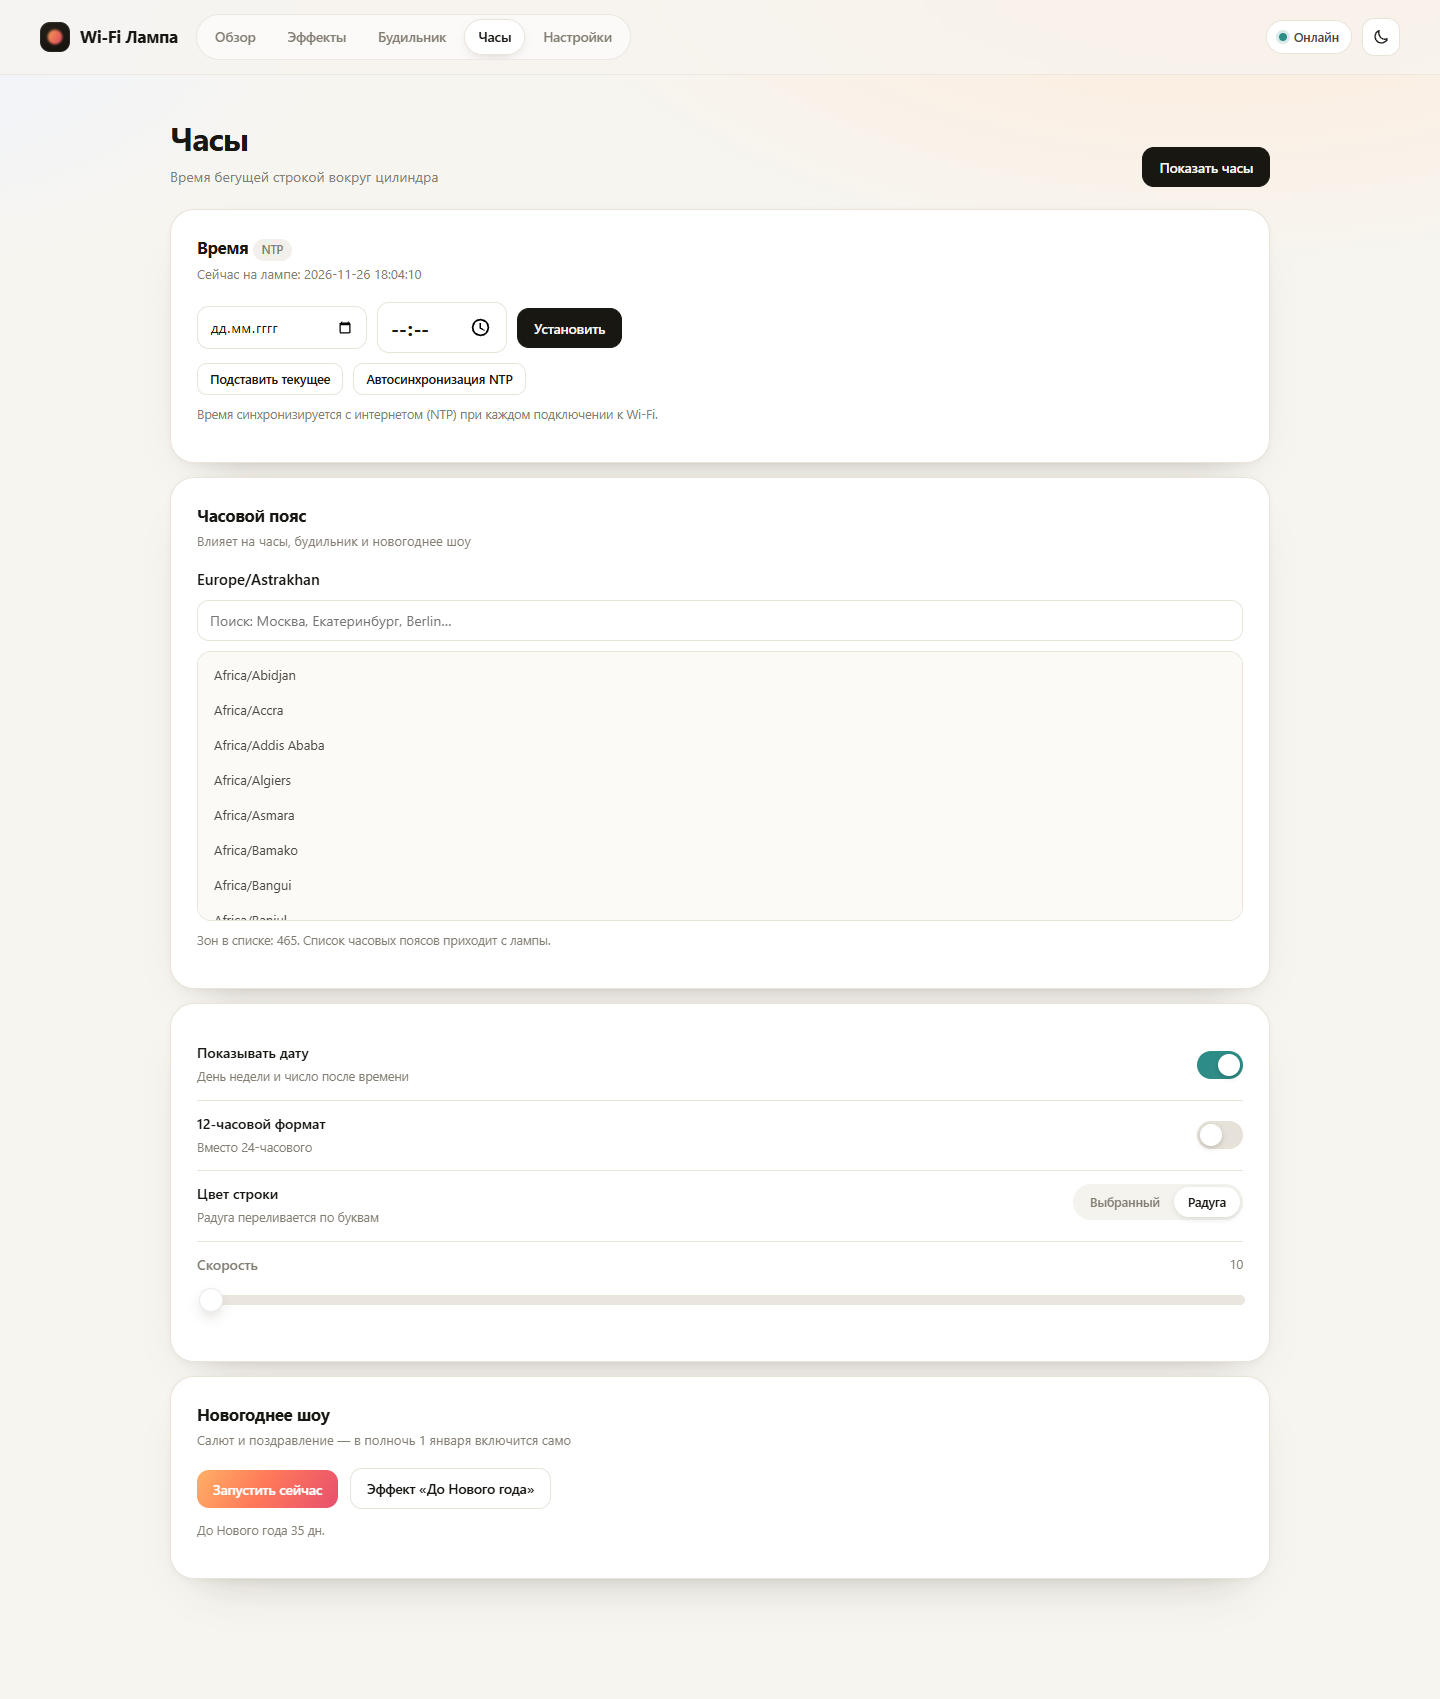 Wi-Fi Лампа
Обзор
Эффекты
Будильник
Часы
Настройки
Онлайн
Часы
Время бегущей строкой вокруг цилиндра
Показать часы
Время NTP
Сейчас на лампе: 2026-11-26 18:04:10
дд.мм.гггг
--:--
Установить
Подставить текущее
Автосинхронизация NTP
Время синхронизируется с интернетом (NTP) при каждом подключении к Wi-Fi.
Часовой пояс
Влияет на часы, будильник и новогоднее шоу
Europe/Astrakhan
Поиск: Москва, Екатеринбург, Berlin...
Africa/Abidjan
Africa/Accra
Africa/Addis Ababa
Africa/Algiers
Africa/Asmara
Africa/Bamako
Africa/Bangui
Africa/Banjul
Зон в списке: 465. Список часовых поясов приходит с лампы.
Показывать дату
День недели и число после времени
12-часовой формат
Вместо 24-часового
Цвет строки
Радуга переливается по буквам
Выбранный
Радуга
Скорость
10
Новогоднее шоу
Салют и поздравление — в полночь 1 января включится само
Запустить сейчас
Эффект «До Нового года»
До Нового года 35 дн.